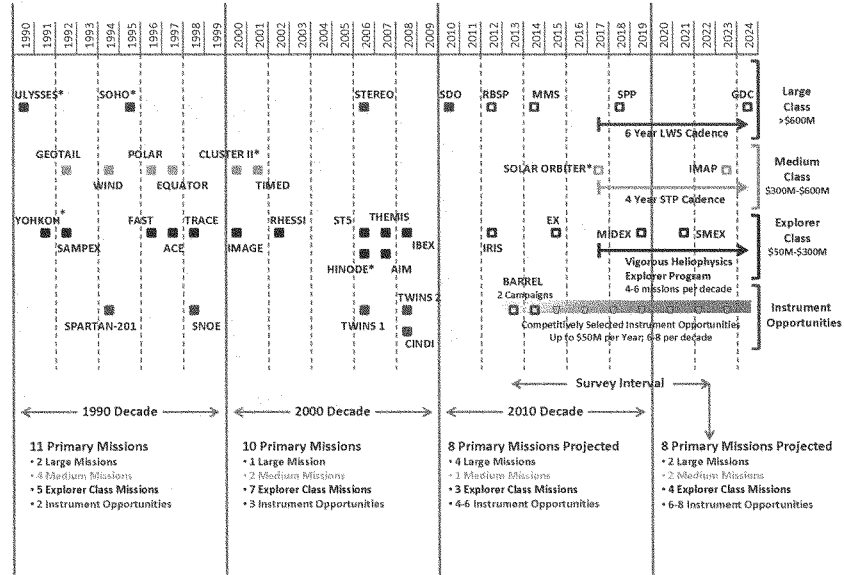 1990 1991 1992 1993 1994 1995 1996 1997 1998 1999 2000 2001 2002 2003 2004 2005 2006 2007 2008 2009 2010 2011 2012 2013 2014 2015 2016 2017 2018 2019 2020 2021 2022 2023 2024
ULYSSES* SOHO* STEREO SDO RBSP MMS SPP GDC
Large
Class
>$600M
6 Year LWS Cadence
GEOTAIL POLAR CLUSTER II*
SOLAR ORBITER* IMAP
WIND EQUATOR TIMED
Medium
Class
$300M-$600M
4 Year STP Cadence
YOHKOH* FAST TRACE RHESSI ST5 THEMIS EX MIDEX SMEX
SAMPEX ACE IMAGE IBEX IRIS
HINODE* AIM
Explorer
Class
$50M-$300M
Vigorous Heliophysics
Explorer Program
4-6 missions per decade
BARREL
2 Campaigns
TWINS 2
SPARTAN-201 SNOE TWINS 1
CINDI
Instrument
Opportunities
Competitively Selected Instrument Opportunities
Up to $50M per Year; 6-8 per decade
Survey Interval
1990 Decade 2000 Decade 2010 Decade
11 Primary Missions
• 2 Large Missions
• 4 Medium Missions
• 5 Explorer Class Missions
• 2 Instrument Opportunities
10 Primary Missions
• 1 Large Mission
• 2 Medium Missions
• 7 Explorer Class Missions
• 3 Instrument Opportunities
8 Primary Missions Projected
• 4 Large Missions
• 1 Medium Missions
• 3 Explorer Class Missions
• 4-6 Instrument Opportunities
8 Primary Missions Projected
• 2 Large Missions
• 2 Medium Missions
• 4 Explorer Class Missions
• 6-8 Instrument Opportunities